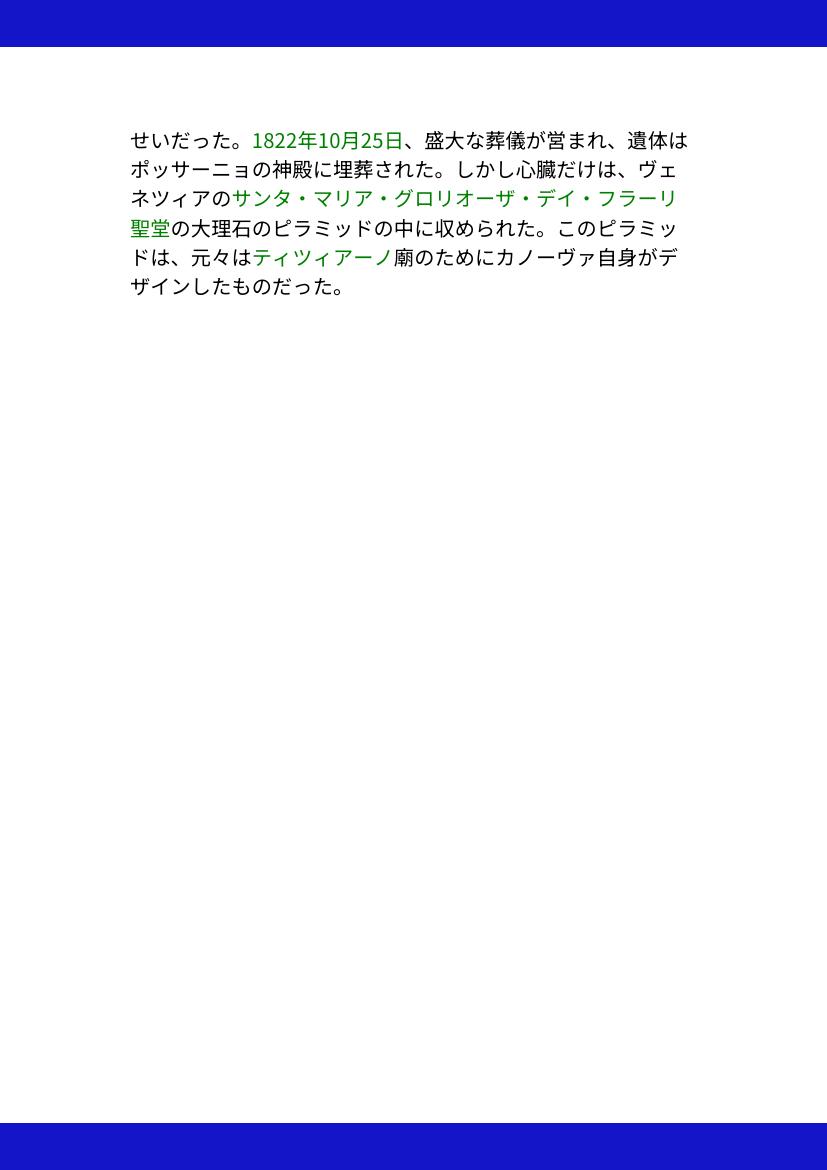 せいだった。1822年10月25日、盛大な葬儀が営まれ、遺体は
ポッサーニョの神殿に埋葬された。しかし心臓だけは、ヴェ
ネツィアのサンタ・マリア・グロリオーザ・デイ・フラーリ
聖堂の大理石のピラミッドの中に収められた。このピラミッ
ドは、元々はティツィアーノ廟のためにカノーヴァ自身がデ
ザインしたものだった。